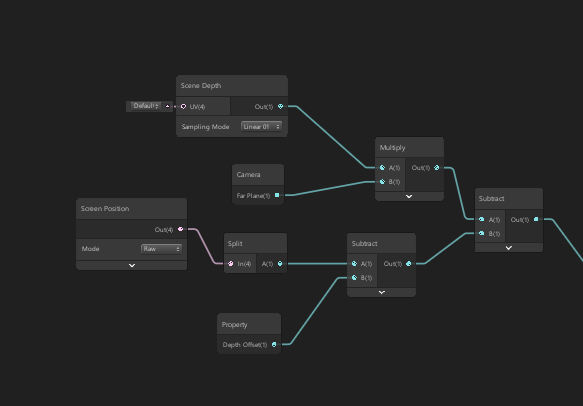 Scene Depth
Default
UV(4)
Out(1)
Sampling Mode
Linear 01
Multiply
A(1)
Out(1)
B(1)
Camera
Far Plane(1)
Screen Position
Out(4)
Mode
Raw
Split
In(4)
A(1)
Subtract
A(1)
Out(1)
B(1)
Subtract
A(1)
Out(1)
B(1)
Property
Depth Offset(1)